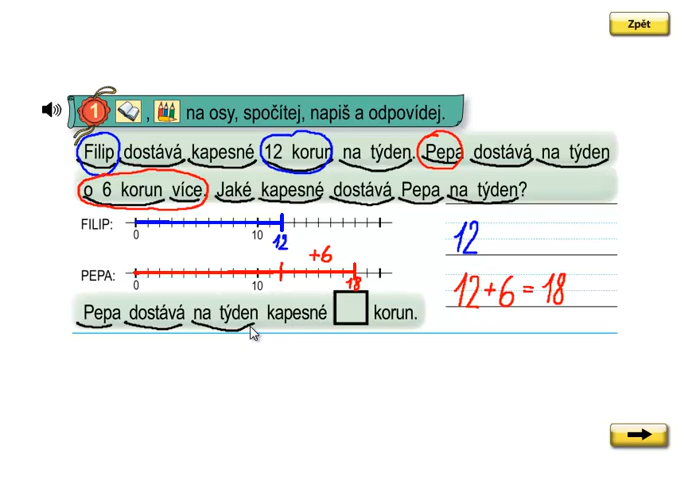 Zpět
1 , na osy, spočítej, napiš a odpovídej.
Filip dostává kapesné 12 korun na týden. Pepa dostává na týden
o 6 korun více. Jaké kapesné dostává Pepa na týden?
FILIP: 0 10 12
12
PEPA: 0 10 +6 18
12+6=18
Pepa dostává na týden kapesné korun.